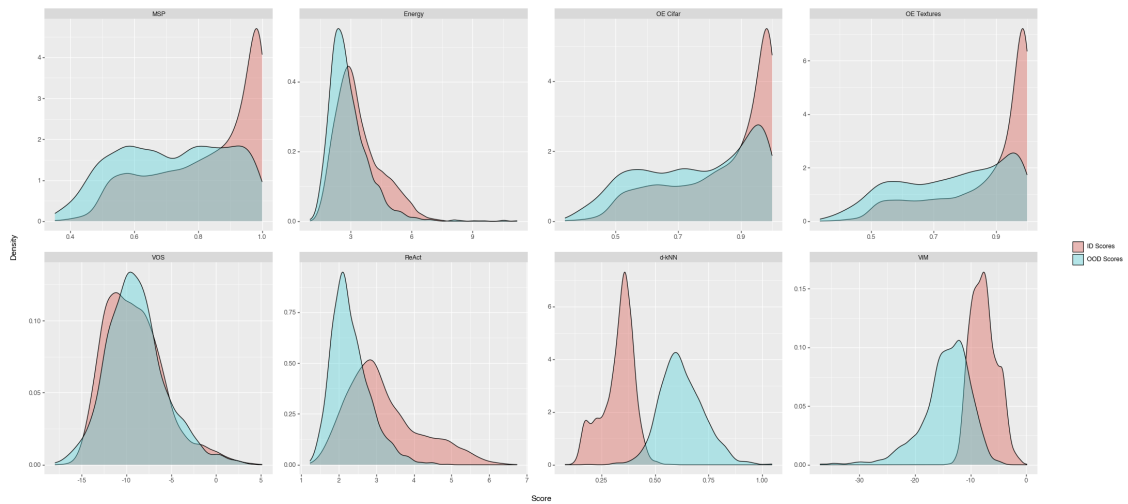 MSP
Energy
OE Cifar
OE Textures
4
3
2
1
0
0.4 0.6 0.8 1.0
0.4
0.2
0.0
3 6 9
6
4
2
0
0.5 0.7 0.9
6
4
2
0
0.5 0.7 0.9
Density
VOS
ReAct
d-kNN
VIM
0.10
0.05
0.00
-15 -10 -5 0 5
0.75
0.50
0.25
0.00
1 2 3 4 5 6 7
6
4
2
0
0.25 0.50 0.75 1.00
0.15
0.10
0.05
0.00
-30 -20 -10 0
Score
ID Scores
OOD Scores